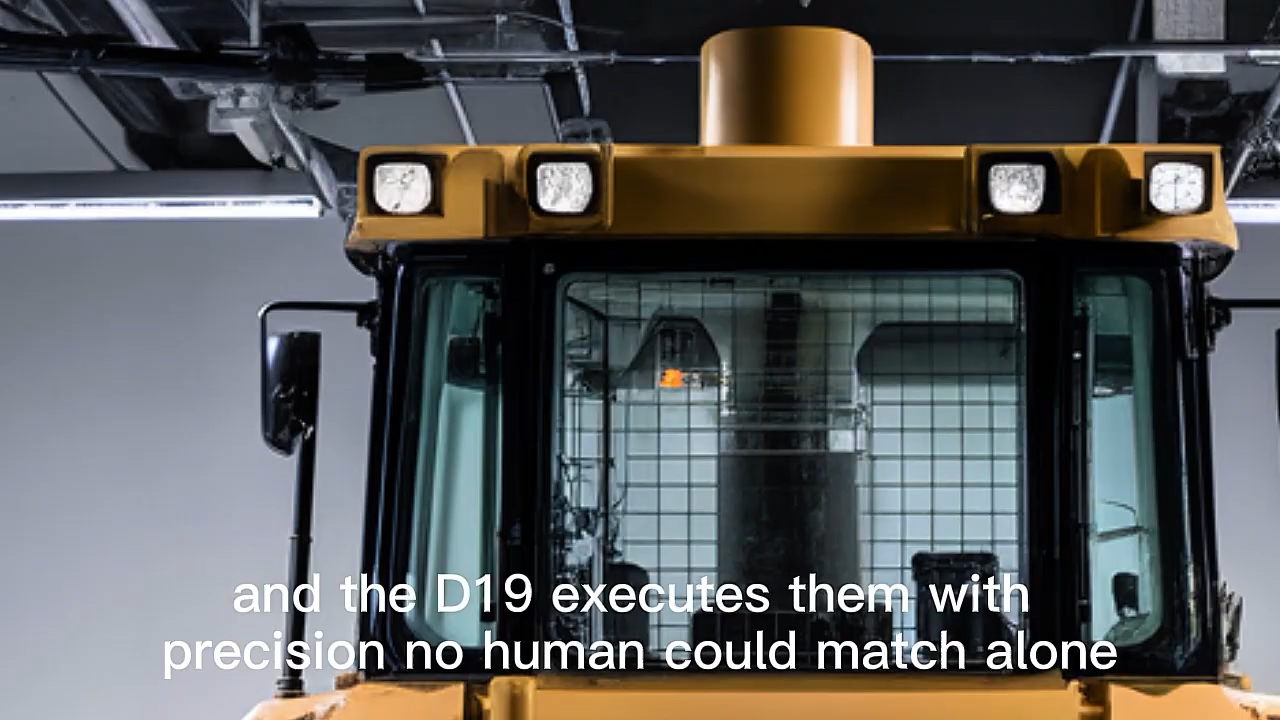 and the D19 executes them with
precision no human could match alone